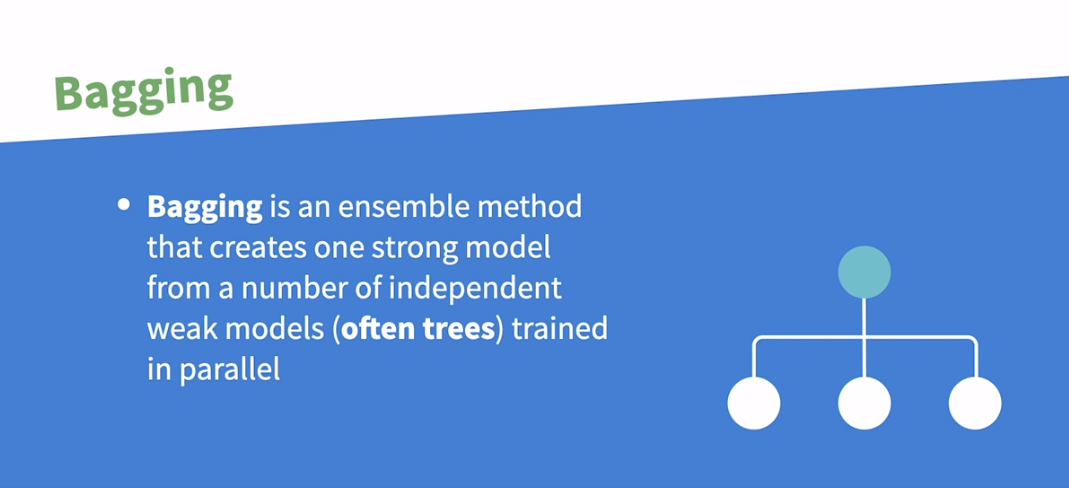 Bagging
• Bagging is an ensemble method
that creates one strong model
from a number of independent
weak models (often trees) trained
in parallel